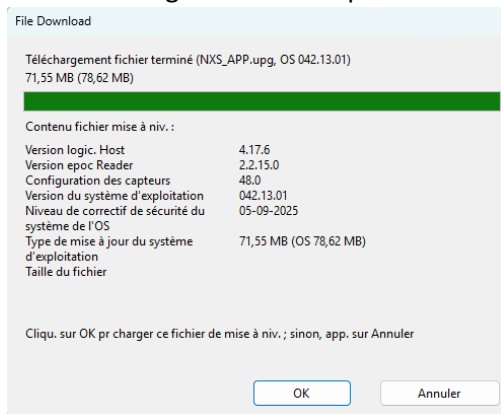 File Download
Téléchargement fichier terminé (NXS_APP.upg, OS 042.13.01)
71,55 MB (78,62 MB)
Contenu fichier mise à niv. :
Version logic. Host 4.17.6
Version epoc Reader 2.2.15.0
Configuration des capteurs 48.0
Version du système d'exploitation 042.13.01
Niveau de correctif de sécurité du 05-09-2025
système de l'OS
Type de mise à jour du système 71,55 MB (OS 78,62 MB)
d'exploitation
Taille du fichier
Cliqu. sur OK pr charger ce fichier de mise à niv. ; sinon, app. sur Annuler
OK Annuler